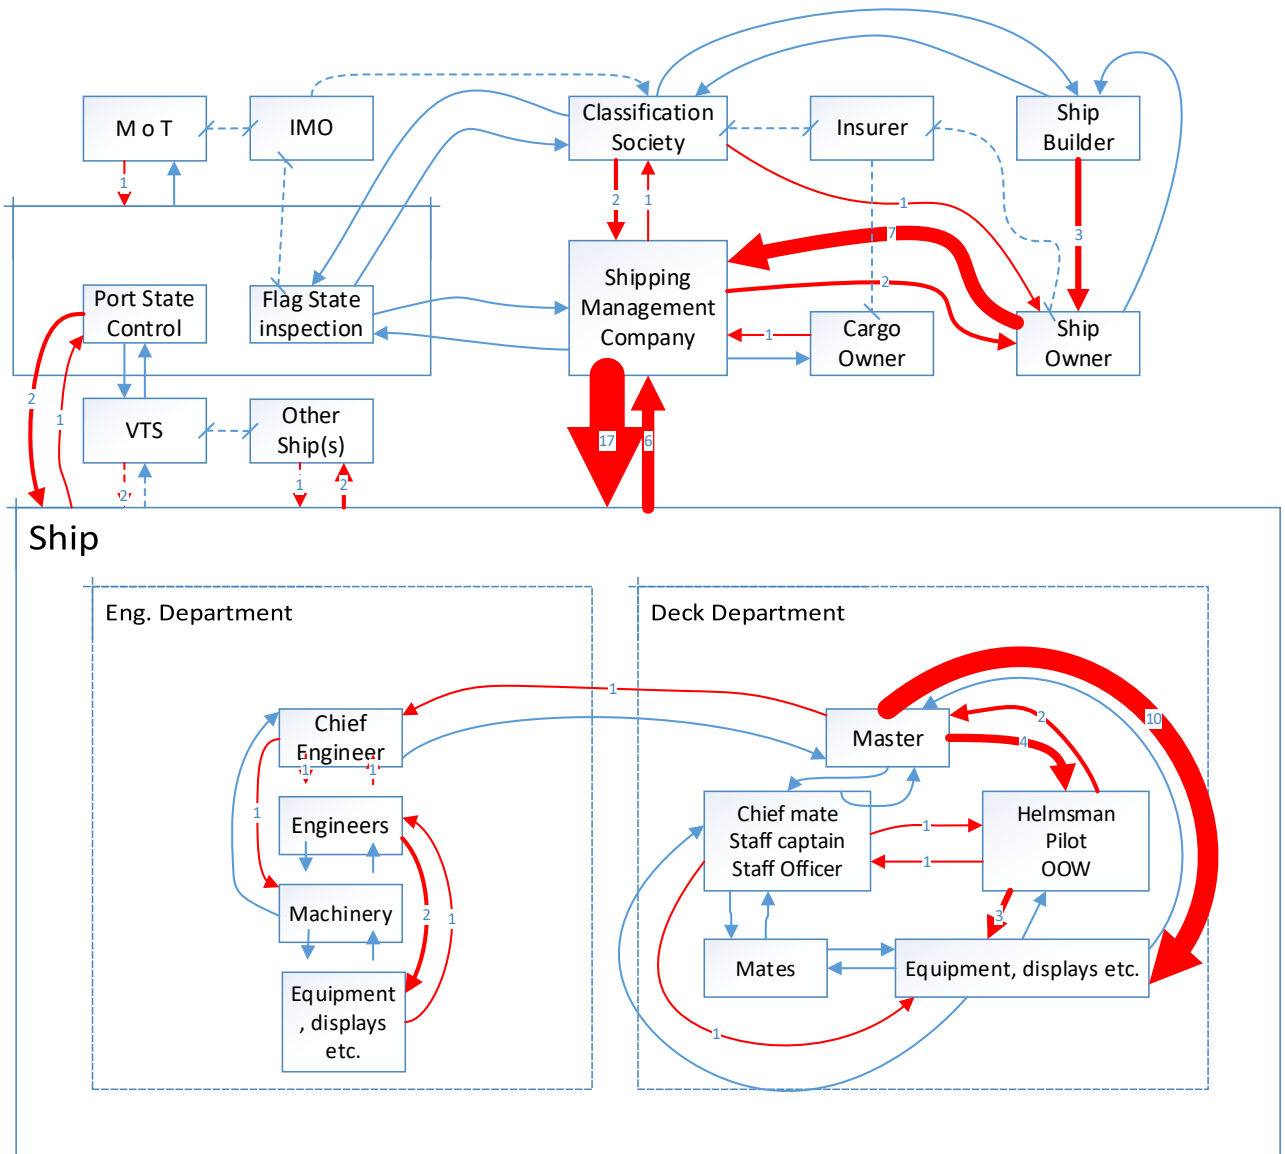 M o T
IMO
Classification
Society
Insurer
Ship
Builder
1
2
1
1
7
3
2
1
Port State
Control
Flag State
inspection
Shipping
Management
Company
Cargo
Owner
Ship
Owner
2
1
VTS
Other
Ship(s)
17
6
2
1
2
Ship
Eng. Department
Deck Department
1
10
2
4
Chief
Engineer
1
1
1
Master
Engineers
Chief mate
Staff captain
Staff Officer
1
1
Helmsman
Pilot
OOW
Machinery
2
1
3
Mates
Equipment, displays etc.
Equipment
, displays
etc.
1